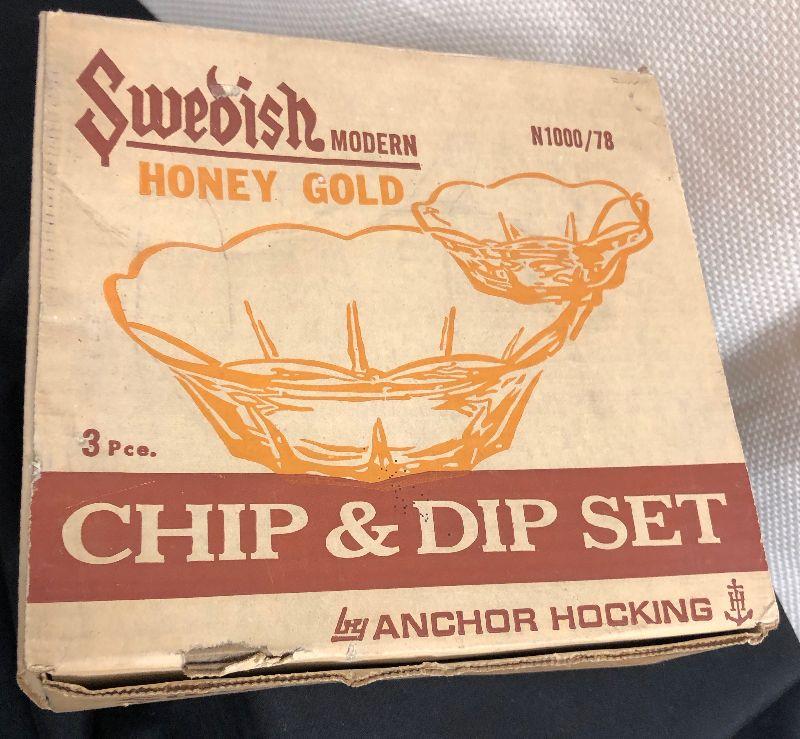 Swedish MODERN
N1000/78
HONEY GOLD
3 Pce.
CHIP & DIP SET
by ANCHOR HOCKING